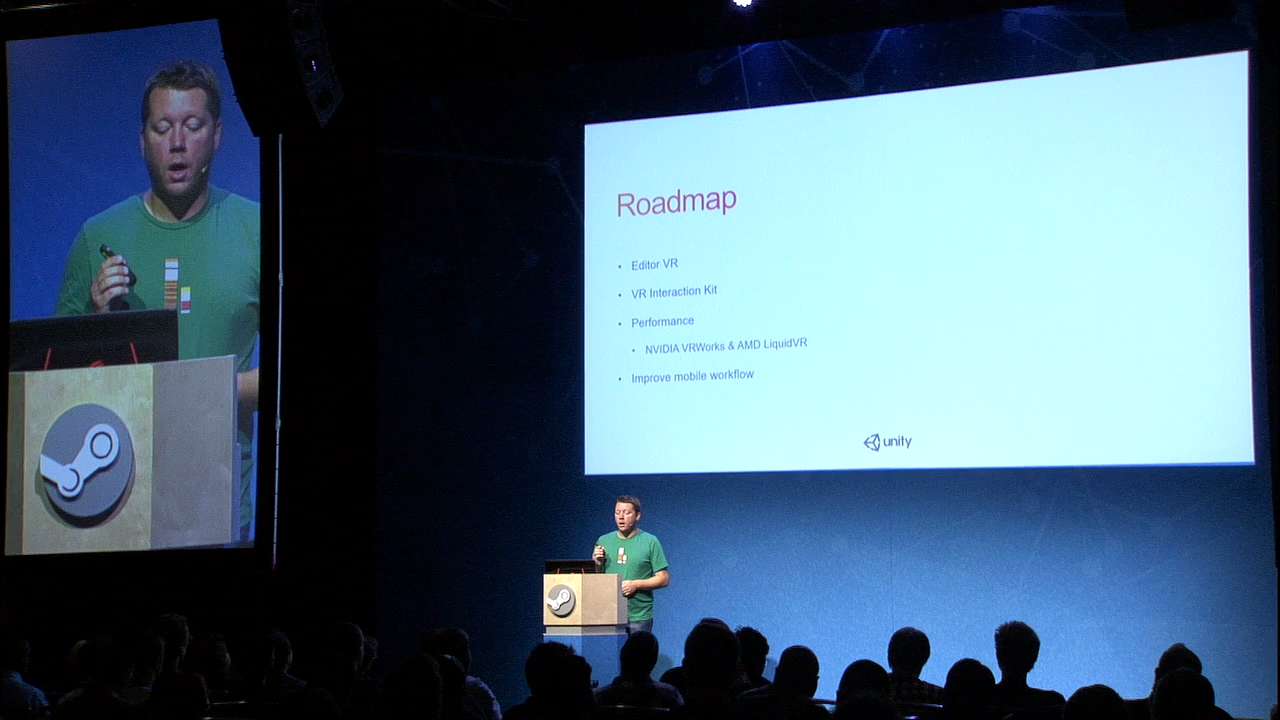 Roadmap
• Editor VR
• VR Interaction Kit
• Performance
• NVIDIA VRWorks & AMD LiquidVR
• Improve mobile workflow
unity